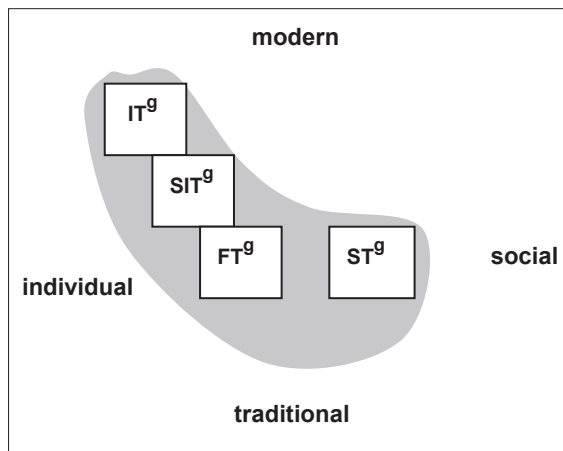 modern
IT^g
SIT^g
FT^g
ST^g
social
individual
traditional